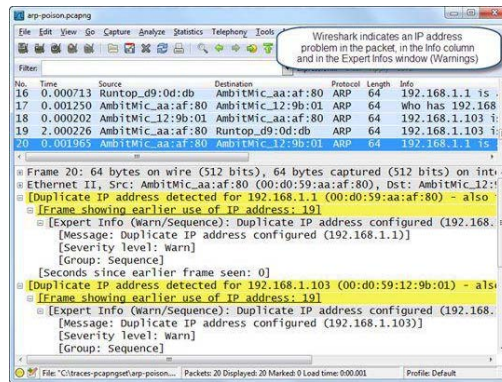 arp-poison.pcapng
File Edit View Go Capture Analyze Statistics Telephony Tools
Wireshark indicates an IP address
problem in the packet, in the Info column
and in the Expert Infos window (Warnings)
Filter:
No. Time Source Destination Protocol Length Info
16 0.000713 Runtop_d9:0d:db AmbitMic_aa:af:80 ARP 64 192.168.1.1 is
17 0.001250 AmbitMic_aa:af:80 AmbitMic_12:9b:01 ARP 64 Who has 192.168
18 0.000202 AmbitMic_12:9b:01 AmbitMic_aa:af:80 ARP 64 192.168.1.103 i
19 2.000226 AmbitMic_aa:af:80 Runtop_d9:0d:db ARP 64 192.168.1.103 i
20 0.001965 AmbitMic_aa:af:80 AmbitMic_12:9b:01 ARP 64 192.168.1.1 is
Frame 20: 64 bytes on wire (512 bits), 64 bytes captured (512 bits) on int
Ethernet II, Src: AmbitMic_aa:af:80 (00:d0:59:aa:af:80), Dst: AmbitMic_12:
[Duplicate IP address detected for 192.168.1.1 (00:d0:59:aa:af:80) - also
[Frame showing earlier use of IP address: 19]
[Expert Info (Warn/Sequence): Duplicate IP address configured (192.168.
[Message: Duplicate IP address configured (192.168.1.1)]
[Severity level: Warn]
[Group: Sequence]
[Seconds since earlier frame seen: 0]
[Duplicate IP address detected for 192.168.1.103 (00:d0:59:12:9b:01) - als
[Frame showing earlier use of IP address: 19]
[Expert Info (Warn/Sequence): Duplicate IP address configured (192.168.
[Message: Duplicate IP address configured (192.168.1.103)]
[Severity level: Warn]
[Group: Sequence]
File: "C:\traces-pcapngset\arp-poison.... Packets: 20 Displayed: 20 Marked: 0 Load time: 0:00.001 Profile: Default